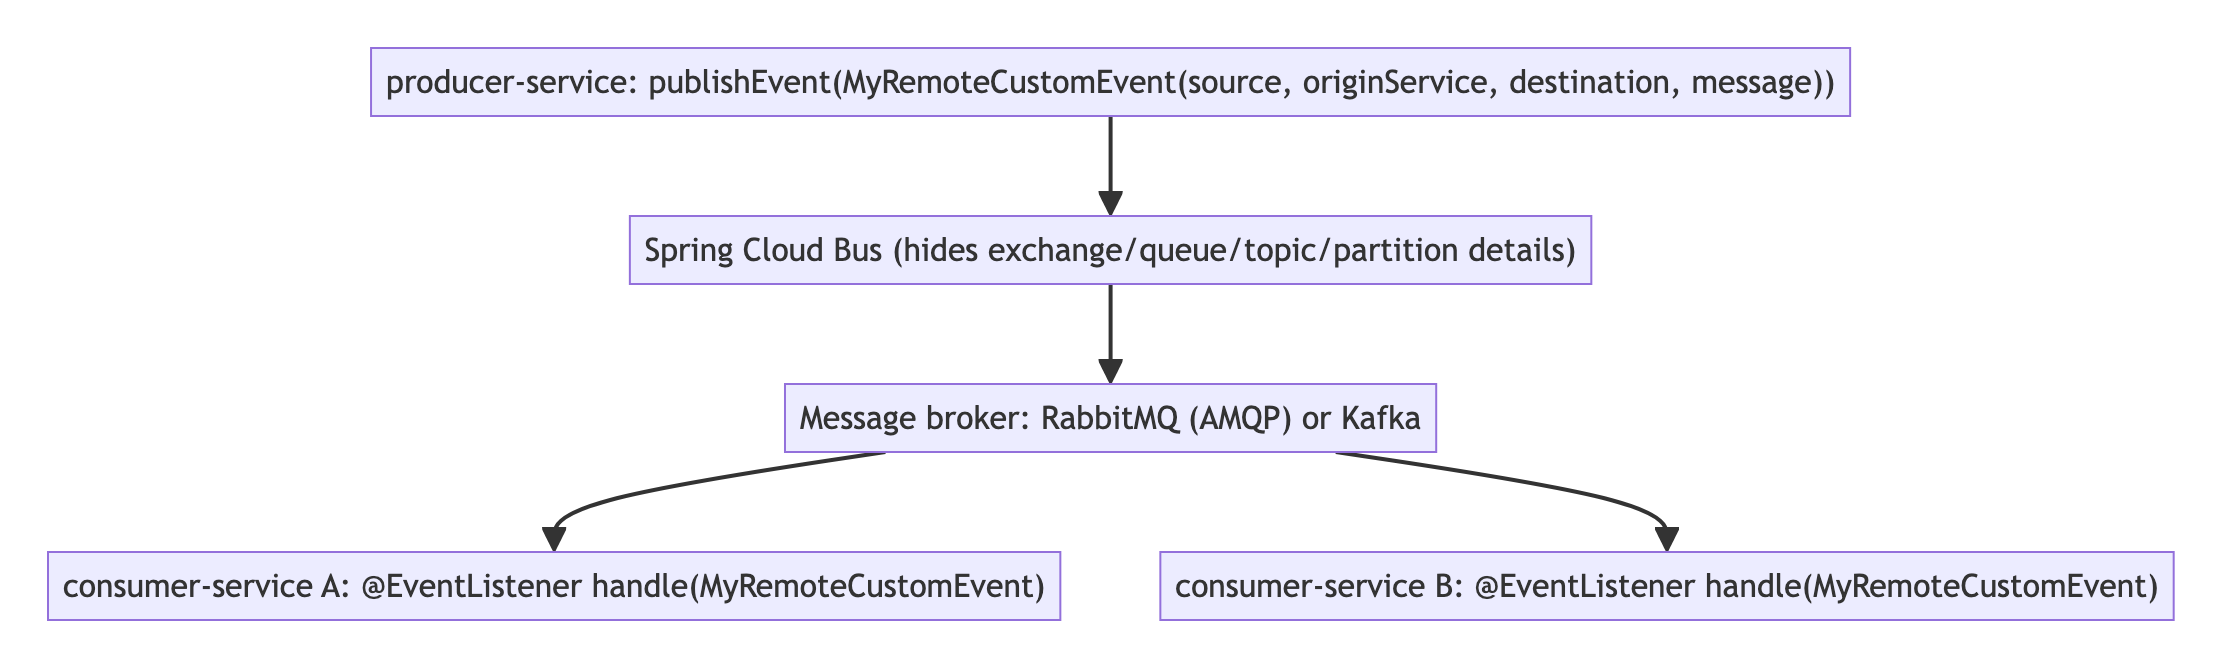 producer-service: publishEvent(MyRemoteCustomEvent(source, originService, destination, message))
Spring Cloud Bus (hides exchange/queue/topic/partition details)
Message broker: RabbitMQ (AMQP) or Kafka
consumer-service A: @EventListener handle(MyRemoteCustomEvent)
consumer-service B: @EventListener handle(MyRemoteCustomEvent)